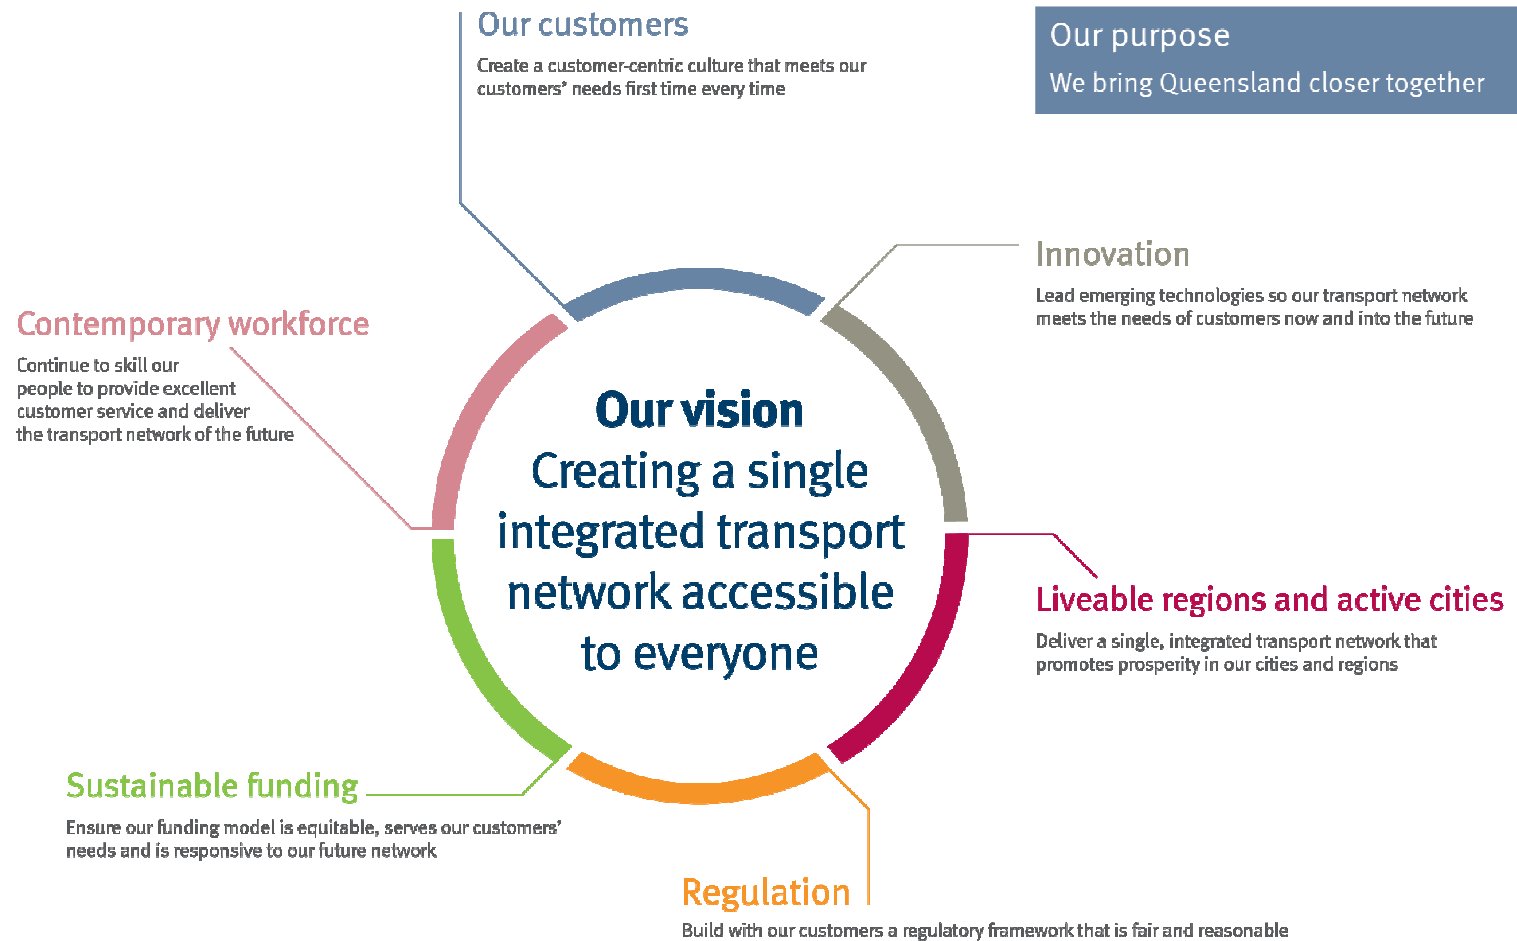 Our customers
Create a customer-centric culture that meets our
customers’ needs first time every time
Our purpose
We bring Queensland closer together
Innovation
Lead emerging technologies so our transport network
meets the needs of customers now and into the future
Contemporary workforce
Continue to skill our
people to provide excellent
customer service and deliver
the transport network of the future
Our vision
Creating a single
integrated transport
network accessible
to everyone
Liveable regions and active cities
Deliver a single, integrated transport network that
promotes prosperity in our cities and regions
Sustainable funding
Ensure our funding model is equitable, serves our customers’
needs and is responsive to our future network
Regulation
Build with our customers a regulatory framework that is fair and reasonable